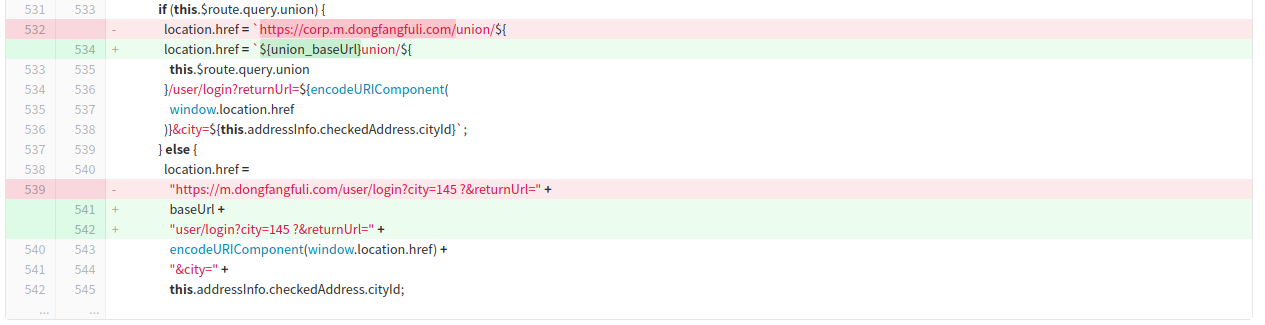 531 533 if (this.$route.query.union) {
532 - location.href = `https://corp.m.dongfangfuli.com/union/${
534 + location.href = `${union_baseUrl}union/${
533 535 this.$route.query.union
534 536 }/user/login?returnUrl=${encodeURIComponent(
535 537 window.location.href
536 538 )}&city=${this.addressInfo.checkedAddress.cityId}`;
537 539 } else {
538 540 location.href =
539 - "https://m.dongfangfuli.com/user/login?city=145 ?&returnUrl=" +
541 + baseUrl +
542 + "user/login?city=145 ?&returnUrl=" +
540 543 encodeURIComponent(window.location.href) +
541 544 "&city=" +
542 545 this.addressInfo.checkedAddress.cityId;
... ...